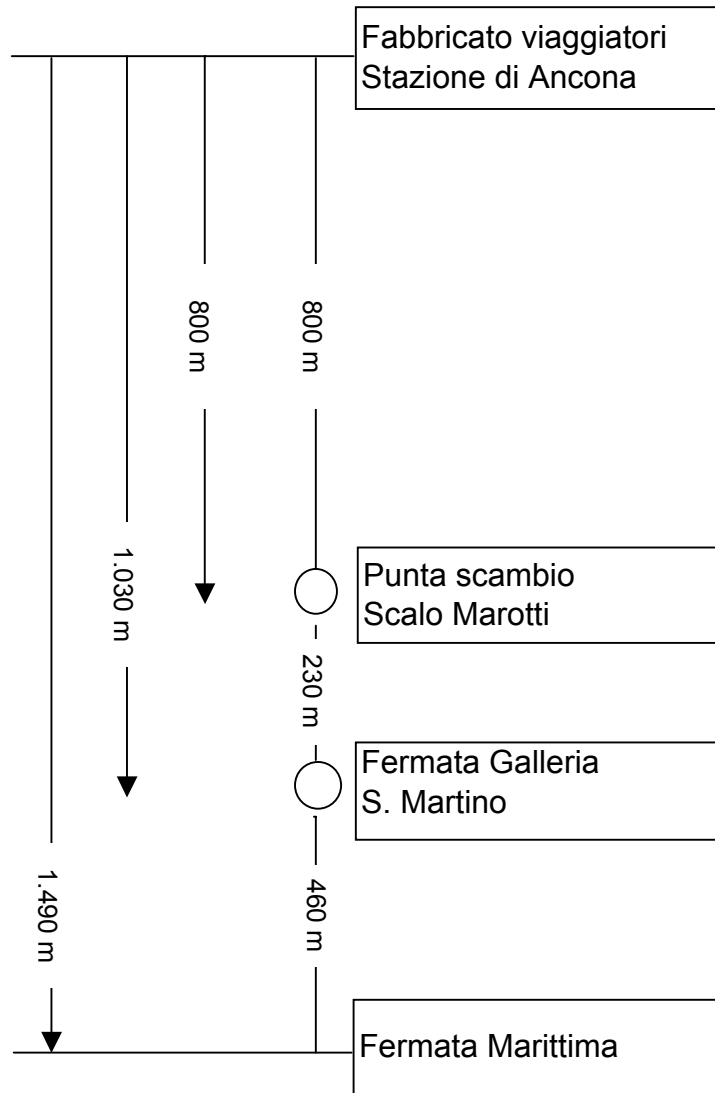 Fabbricato viaggiatori
Stazione di Ancona
800 m
800 m
1.030 m
Punta scambio
Scalo Marotti
230 m
Fermata Galleria
S. Martino
1.490 m
460 m
Fermata Marittima